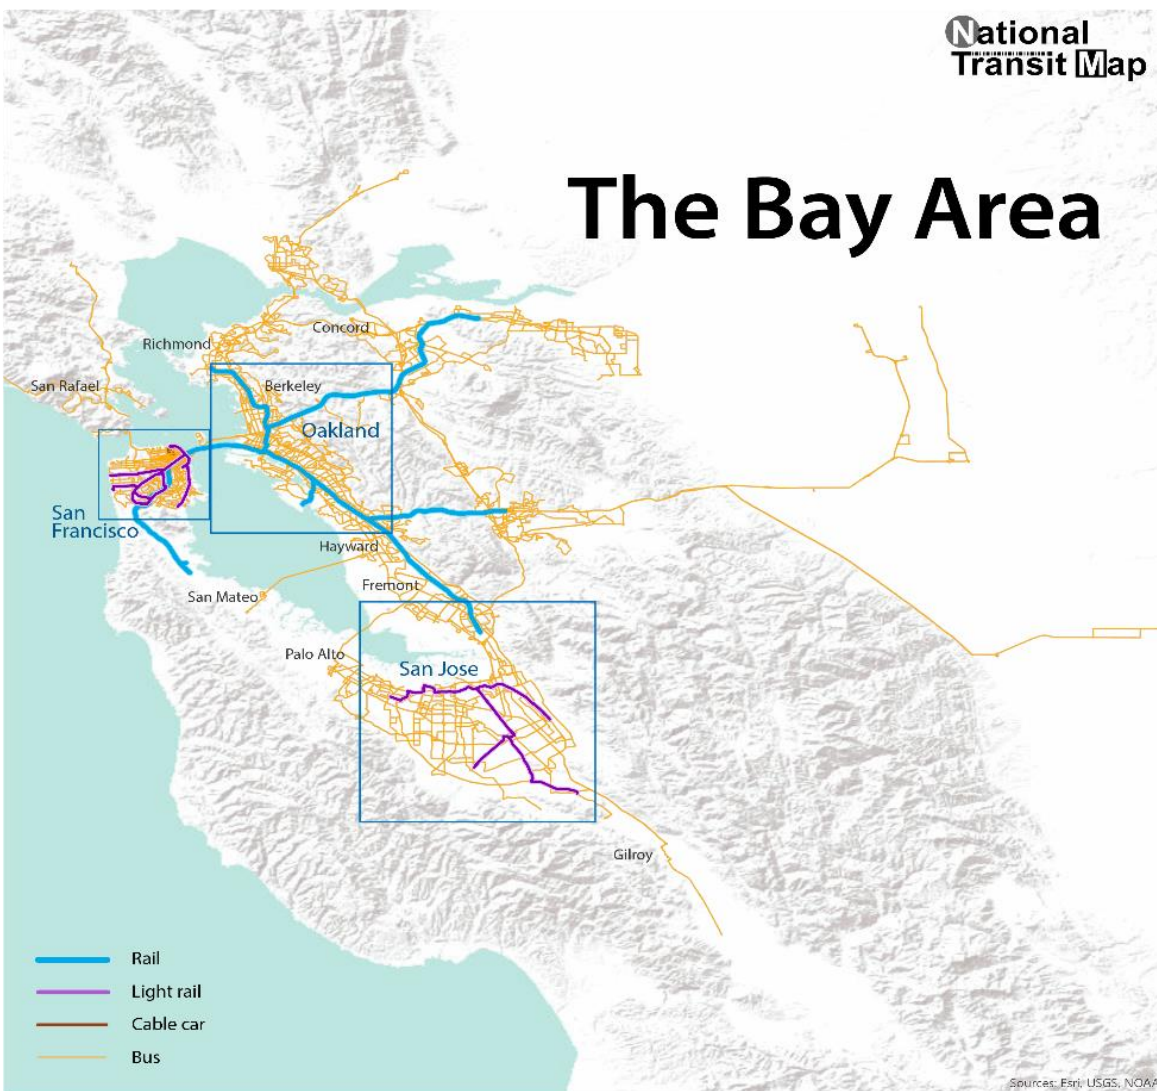 National
Transit Map
The Bay Area
Concord
Richmond
San Rafael
Berkeley
Oakland
San
Francisco
Hayward
Fremont
San Mateo
Palo Alto
San Jose
Gilroy
Rail
Light rail
Cable car
Bus
Sources: Esri, USGS, NOAA